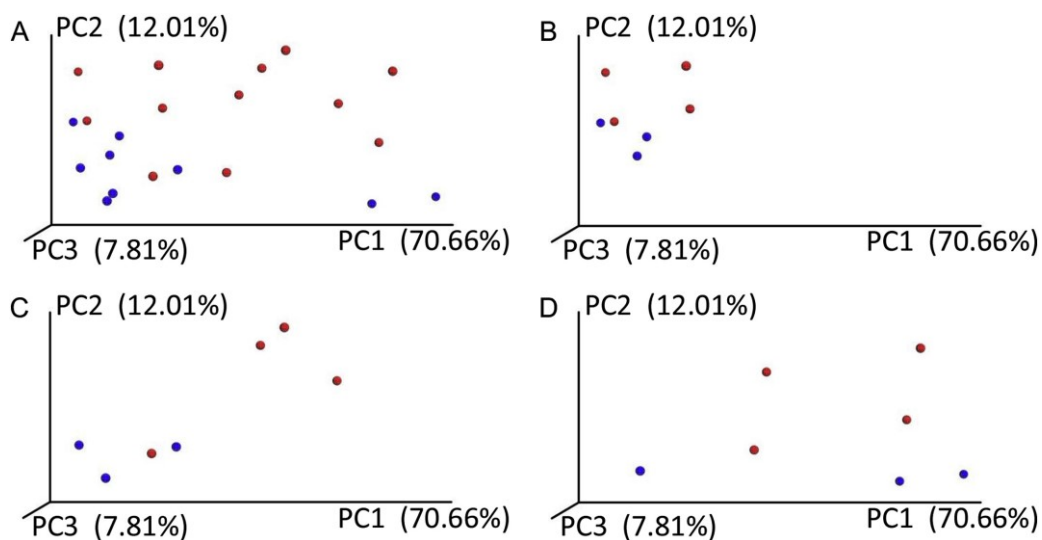 A PC2 (12.01%)
PC3 (7.81%) PC1 (70.66%)
B PC2 (12.01%)
PC3 (7.81%) PC1 (70.66%)
C PC2 (12.01%)
PC3 (7.81%) PC1 (70.66%)
D PC2 (12.01%)
PC3 (7.81%) PC1 (70.66%)